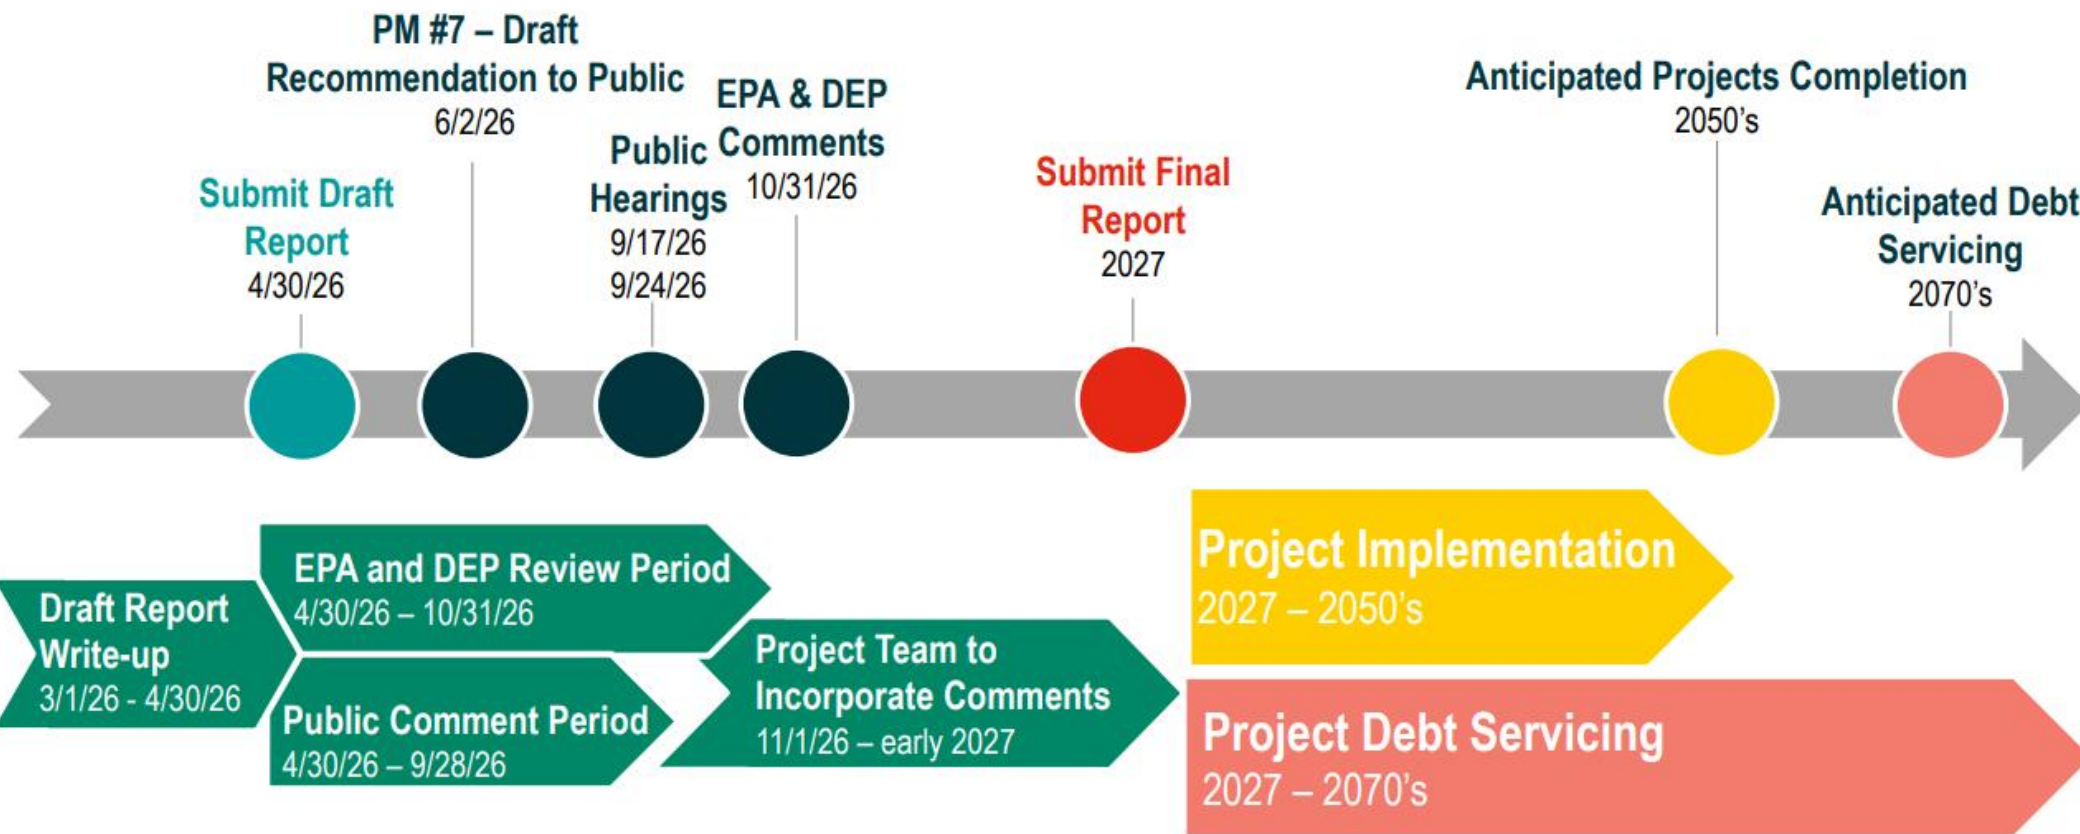 PM #7 – Draft
Recommendation to Public
6/2/26
EPA & DEP
Comments
10/31/26
Public
Hearings
9/17/26
9/24/26
Submit Draft
Report
4/30/26
Submit Final
Report
2027
Anticipated Projects Completion
2050’s
Anticipated Debt
Servicing
2070’s
Draft Report
Write-up
3/1/26 - 4/30/26
EPA and DEP Review Period
4/30/26 – 10/31/26
Public Comment Period
4/30/26 – 9/28/26
Project Team to
Incorporate Comments
11/1/26 – early 2027
Project Implementation
2027 – 2050’s
Project Debt Servicing
2027 – 2070’s